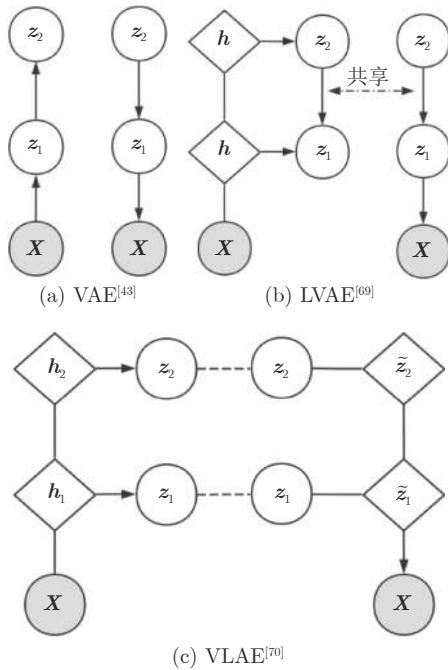 z₂ z₂ h z₂ z₂
共享
z₁ z₁ h z₁ z₁
X X X X
(a) VAE[43] (b) LVAE[69]
h₂ z₂ z₂ z̃₂
h₁ z₁ z₁ z̃₁
X X
(c) VLAE[70]